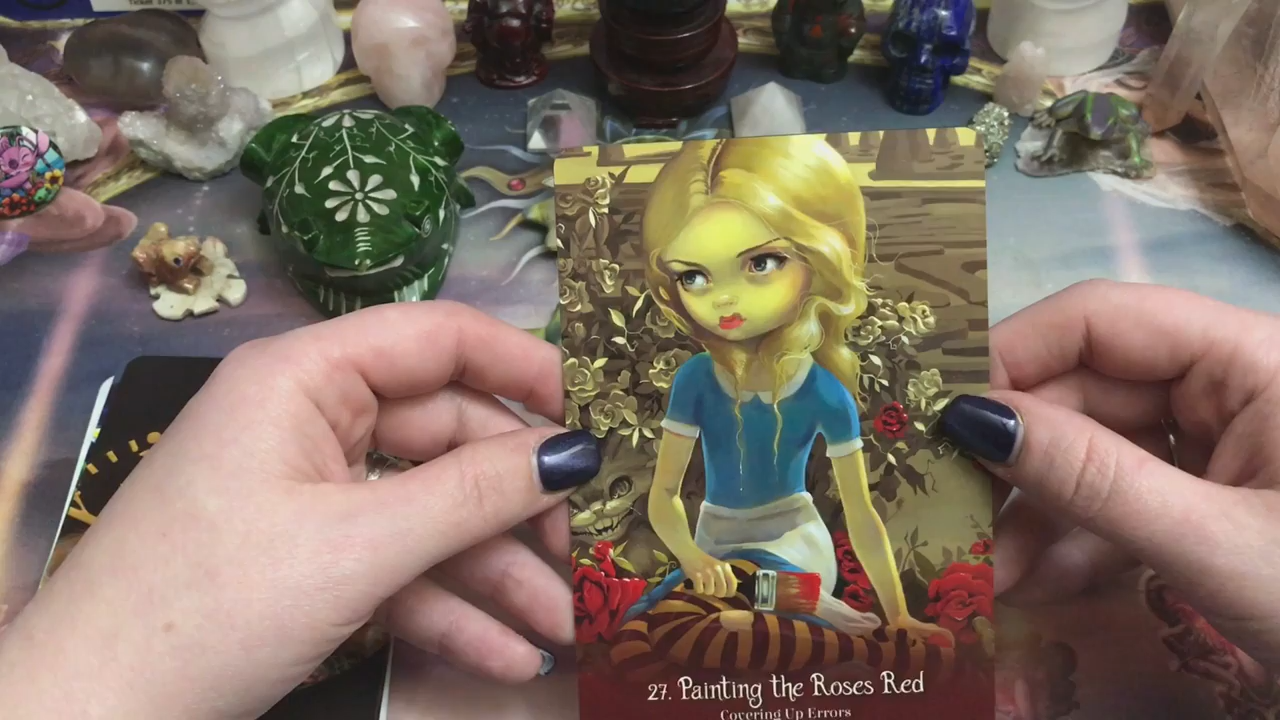 27. Painting the Roses Red
Covering Up Errors